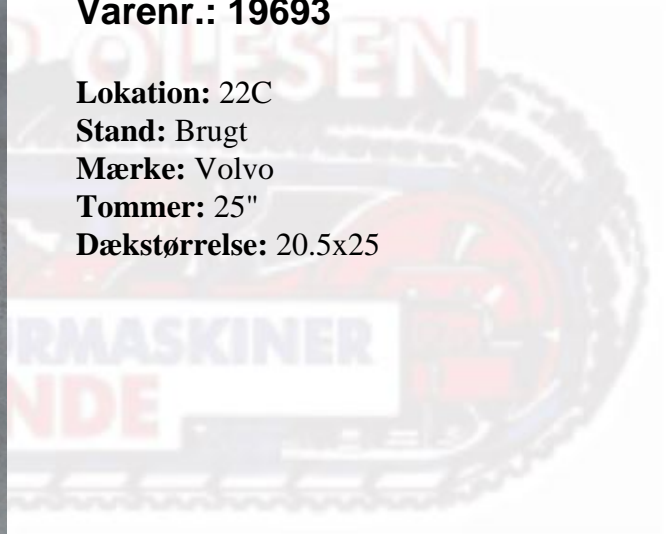 Varenr.: 19693
Lokation: 22C
Stand: Brugt
Mærke: Volvo
Tommer: 25"
Dækstørrelse: 20.5x25
OLESEN
RMASKINER
NDE